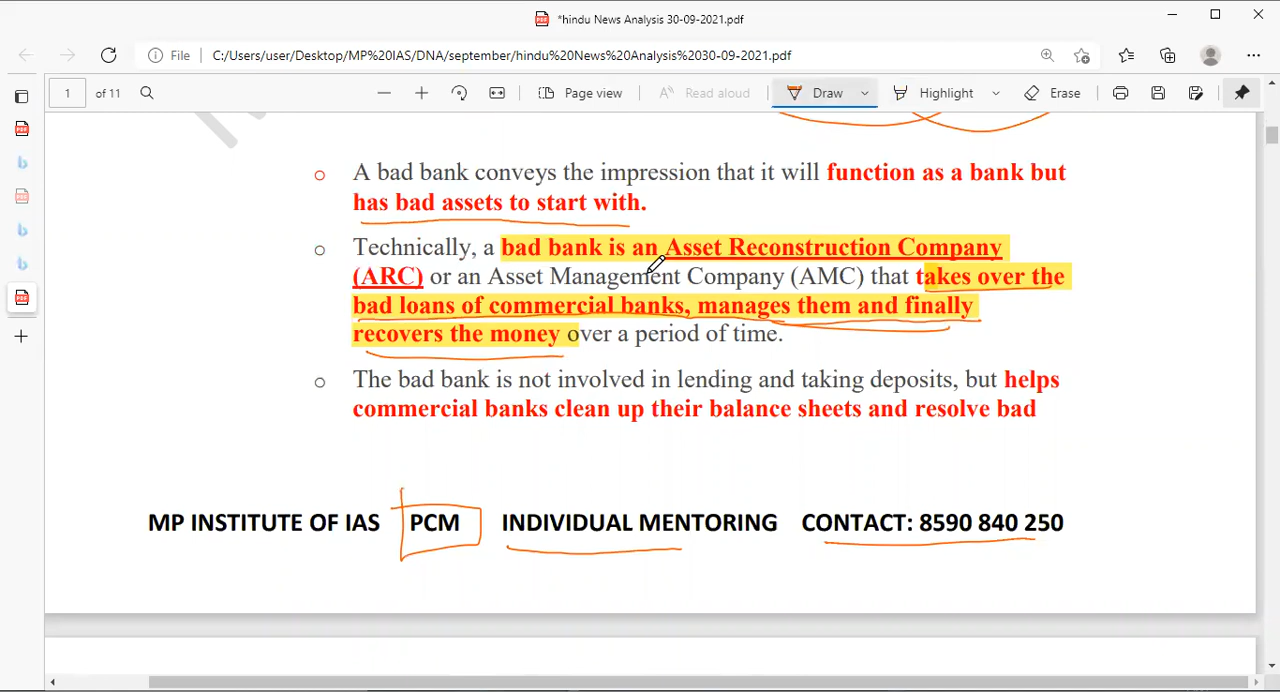 *hindu News Analysis 30-09-2021.pdf
File C:/Users/user/Desktop/MP%20IAS/DNA/september/hindu%20News%20Analysis%2030-09-2021.pdf
1 of 11 Page view Read aloud Draw Highlight Erase
A bad bank conveys the impression that it will function as a bank but
has bad assets to start with.
Technically, a bad bank is an Asset Reconstruction Company
(ARC) or an Asset Management Company (AMC) that takes over the
bad loans of commercial banks, manages them and finally
recovers the money over a period of time.
The bad bank is not involved in lending and taking deposits, but helps
commercial banks clean up their balance sheets and resolve bad
MP INSTITUTE OF IAS PCM INDIVIDUAL MENTORING CONTACT: 8590 840 250